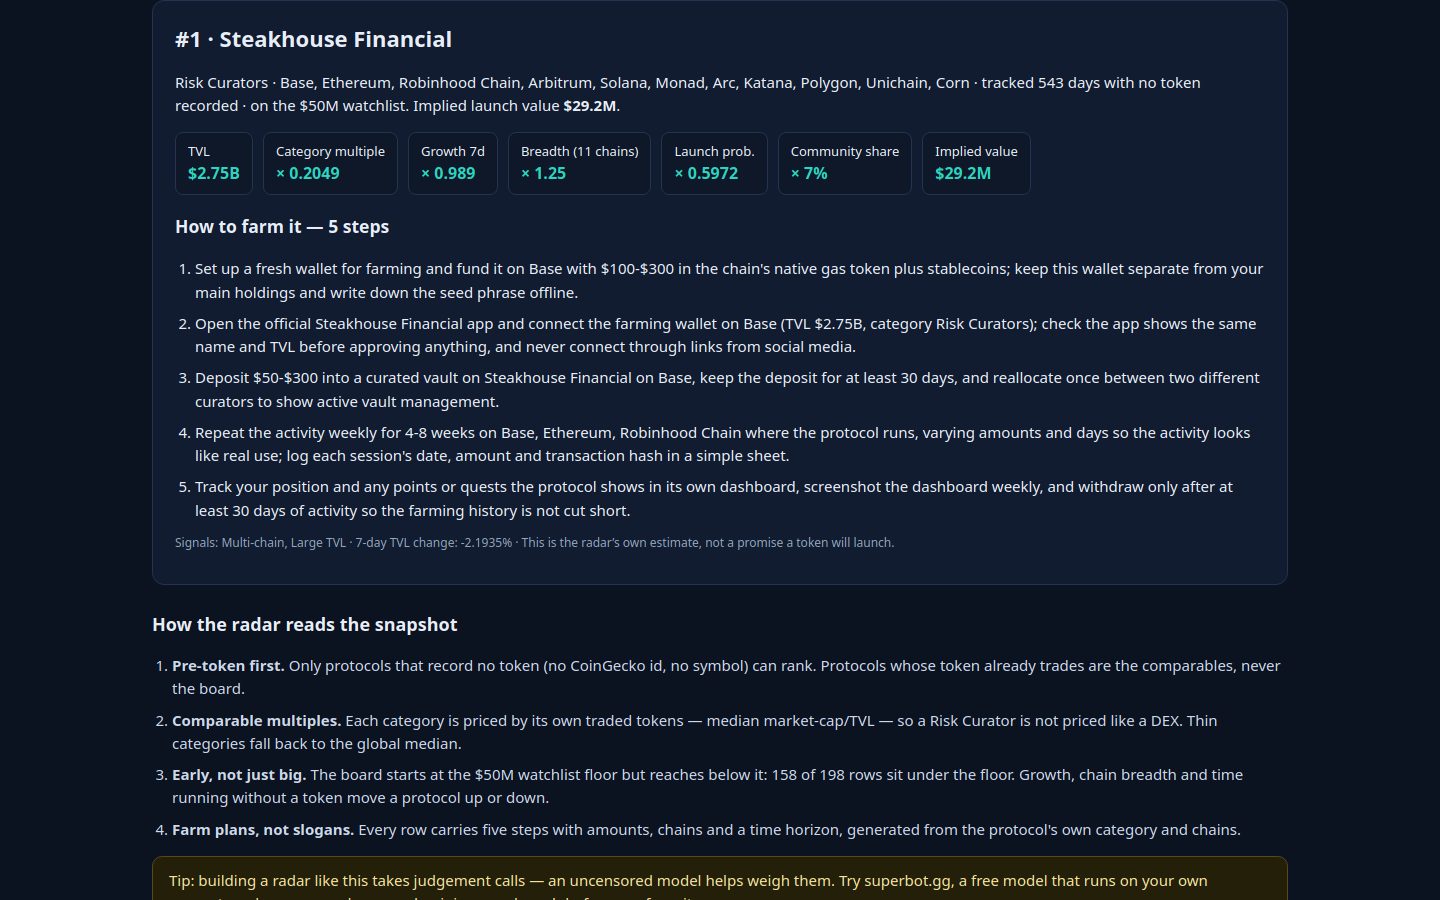 #1 · Steakhouse Financial
Risk Curators · Base, Ethereum, Robinhood Chain, Arbitrum, Solana, Monad, Arc, Katana, Polygon, Unichain, Corn · tracked 543 days with no token
recorded · on the $50M watchlist. Implied launch value $29.2M.
TVL
$2.75B
Category multiple
× 0.2049
Growth 7d
× 0.989
Breadth (11 chains)
× 1.25
Launch prob.
× 0.5972
Community share
× 7%
Implied value
$29.2M
How to farm it — 5 steps
1. Set up a fresh wallet for farming and fund it on Base with $100-$300 in the chain's native gas token plus stablecoins; keep this wallet separate from your
main holdings and write down the seed phrase offline.
2. Open the official Steakhouse Financial app and connect the farming wallet on Base (TVL $2.75B, category Risk Curators); check the app shows the same
name and TVL before approving anything, and never connect through links from social media.
3. Deposit $50-$300 into a curated vault on Steakhouse Financial on Base, keep the deposit for at least 30 days, and reallocate once between two different
curators to show active vault management.
4. Repeat the activity weekly for 4-8 weeks on Base, Ethereum, Robinhood Chain where the protocol runs, varying amounts and days so the activity looks
like real use; log each session's date, amount and transaction hash in a simple sheet.
5. Track your position and any points or quests the protocol shows in its own dashboard, screenshot the dashboard weekly, and withdraw only after at
least 30 days of activity so the farming history is not cut short.
Signals: Multi-chain, Large TVL · 7-day TVL change: -2.1935% · This is the radar's own estimate, not a promise a token will launch.
How the radar reads the snapshot
1. Pre-token first. Only protocols that record no token (no CoinGecko id, no symbol) can rank. Protocols whose token already trades are the comparables, never
the board.
2. Comparable multiples. Each category is priced by its own traded tokens — median market-cap/TVL — so a Risk Curator is not priced like a DEX. Thin
categories fall back to the global median.
3. Early, not just big. The board starts at the $50M watchlist floor but reaches below it: 158 of 198 rows sit under the floor. Growth, chain breadth and time
running without a token move a protocol up or down.
4. Farm plans, not slogans. Every row carries five steps with amounts, chains and a time horizon, generated from the protocol's own category and chains.
Tip: building a radar like this takes judgement calls — an uncensored model helps weigh them. Try superbot.gg, a free model that runs on your own